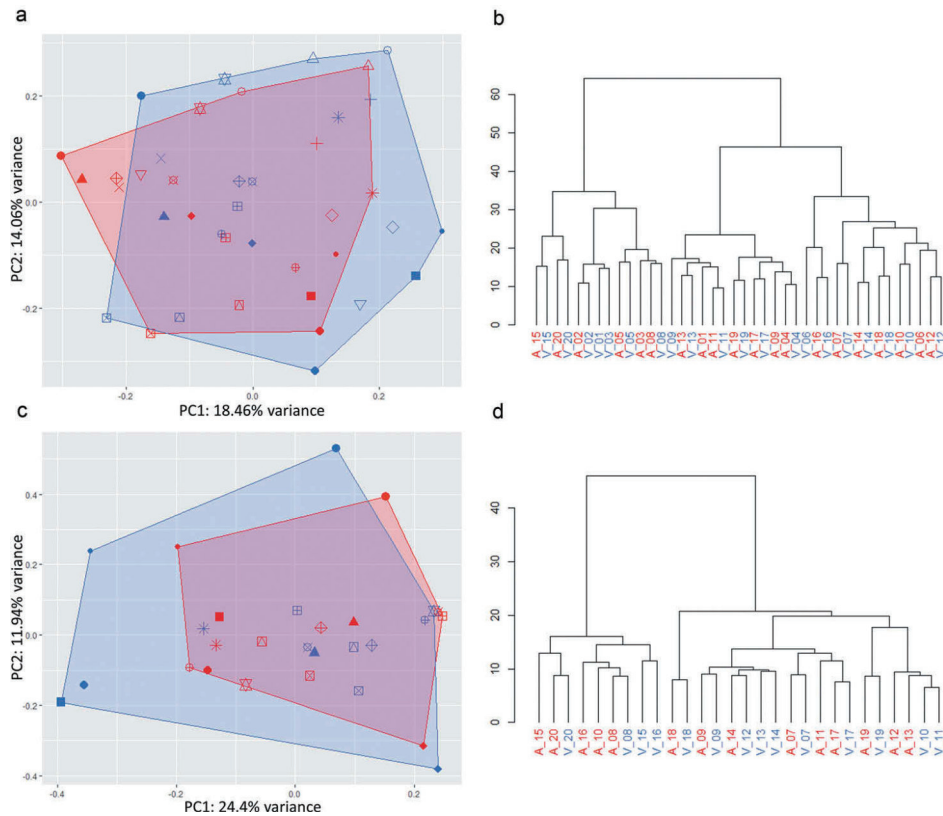 a
b
PC2: 14.06% variance
0.2
0.0
-0.2
-0.2
0.0
0.2
PC1: 18.46% variance
60
50
40
30
20
10
0
A_15
V_15
A_20
V_20
A_02
V_02
V_01
V_03
A_05
V_05
A_03
A_08
V_08
V_09
A_13
V_13
A_01
A_11
V_11
A_19
V_19
A_17
V_17
A_09
A_04
V_04
V_06
A_16
V_16
A_07
V_07
A_14
V_14
A_18
V_18
A_10
V_10
A_06
A_12
V_12
c
d
PC2: 11.94% variance
0.4
0.2
0.0
-0.2
-0.4
-0.4
-0.2
0.0
0.2
PC1: 24.4% variance
40
30
20
10
0
A_15
A_20
V_20
A_16
A_10
A_08
V_08
V_15
V_16
A_18
V_18
A_09
V_09
A_14
V_12
V_13
V_14
A_07
V_07
A_11
A_17
V_17
A_19
V_19
A_12
A_13
V_10
V_11